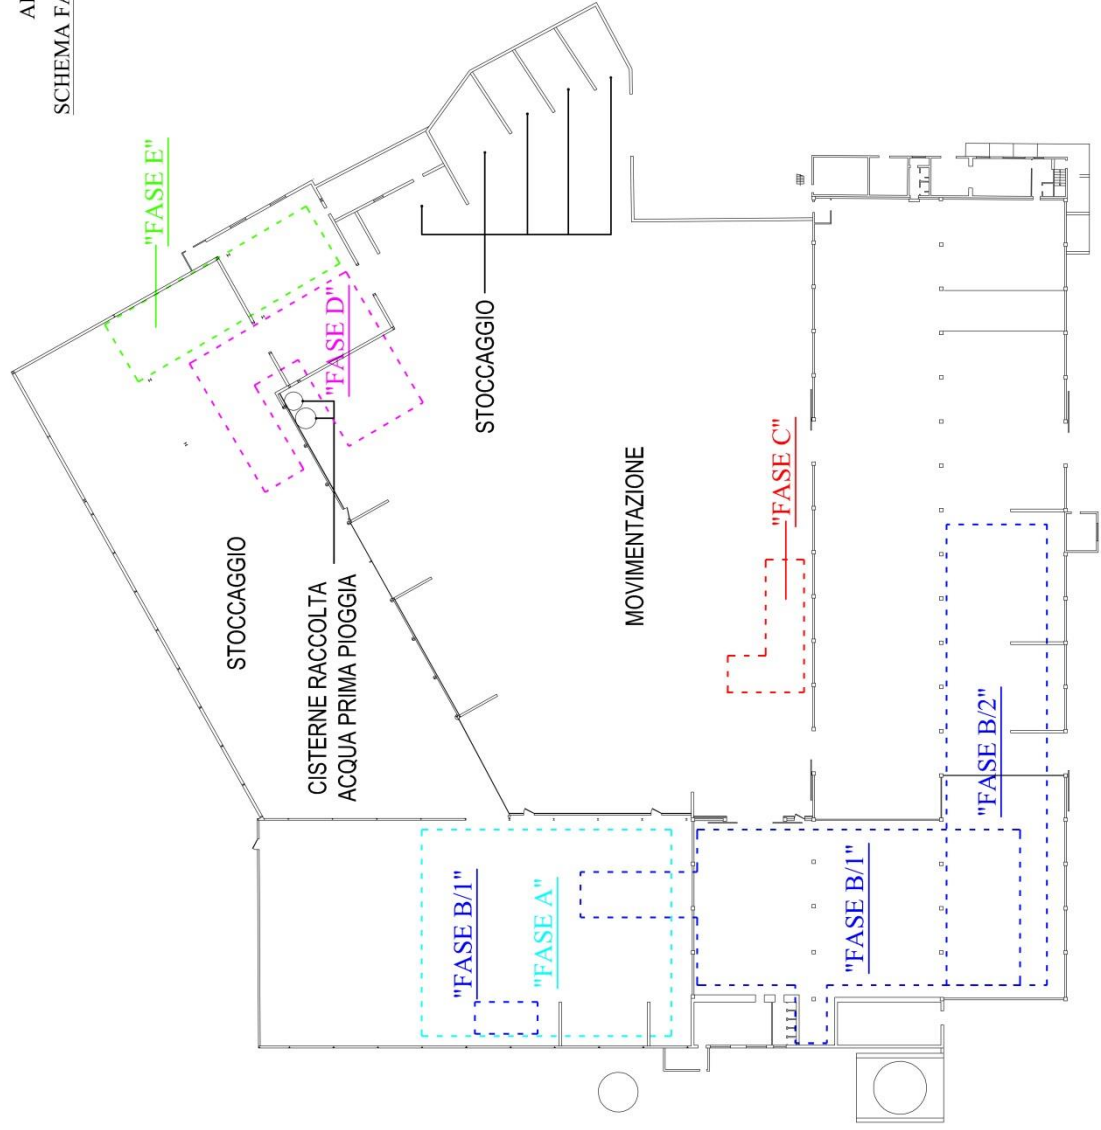 SCHEMA FA
"FASE E"
STOCCAGGIO
CISTERNE RACCOLTA
ACQUA PRIMA PIOGGIA
"FASE D"
"FASE B/1"
STOCCAGGIO
"FASE A"
MOVIMENTAZIONE
"FASE C"
"FASE B/1"
"FASE B/2"